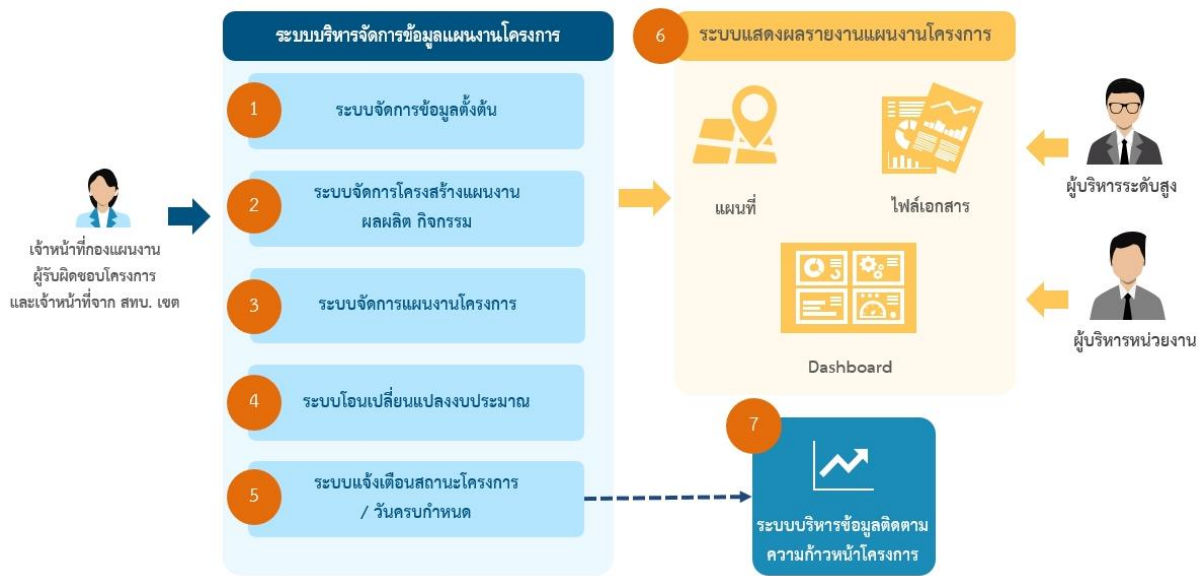 ระบบบริหารจัดการข้อมูลแผนงานโครงการ
1
ระบบจัดการข้อมูลตั้งต้น
2
ระบบจัดการโครงสร้างแผนงาน
ผลผลิต กิจกรรม
3
ระบบจัดการแผนงานโครงการ
4
ระบบโอนเปลี่ยนแปลงงบประมาณ
5
ระบบแจ้งเตือนสถานะโครงการ
/ วันครบกำหนด
เจ้าหน้าที่กองแผนงาน
ผู้รับผิดชอบโครงการ
และเจ้าหน้าที่จาก สทบ. เขต
6
ระบบแสดงผลรายงานแผนงานโครงการ
แผนที่
ไฟล์เอกสาร
Dashboard
ผู้บริหารระดับสูง
ผู้บริหารหน่วยงาน
7
ระบบบริหารข้อมูลติดตาม
ความก้าวหน้าโครงการ